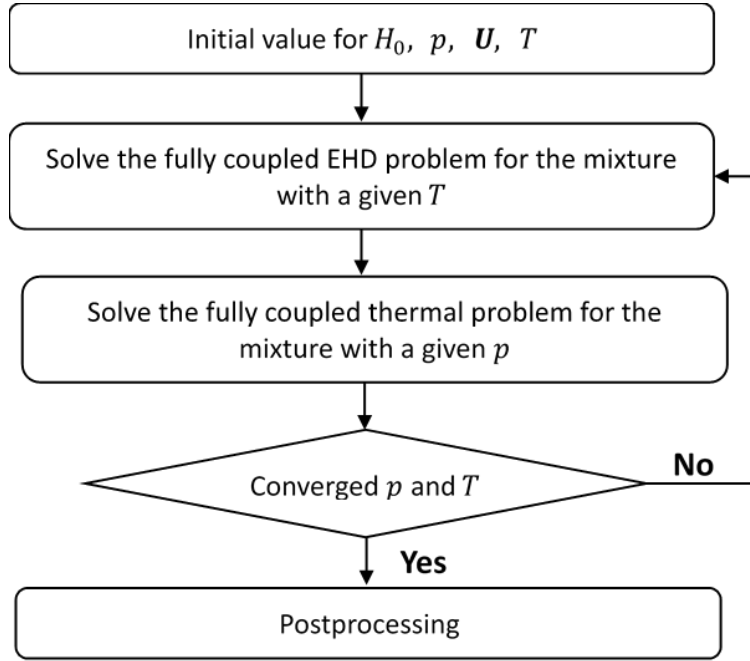 Initial value for H₀, p, U, T
Solve the fully coupled EHD problem for the mixture
with a given T
Solve the fully coupled thermal problem for the
mixture with a given p
Converged p and T
No
Yes
Postprocessing